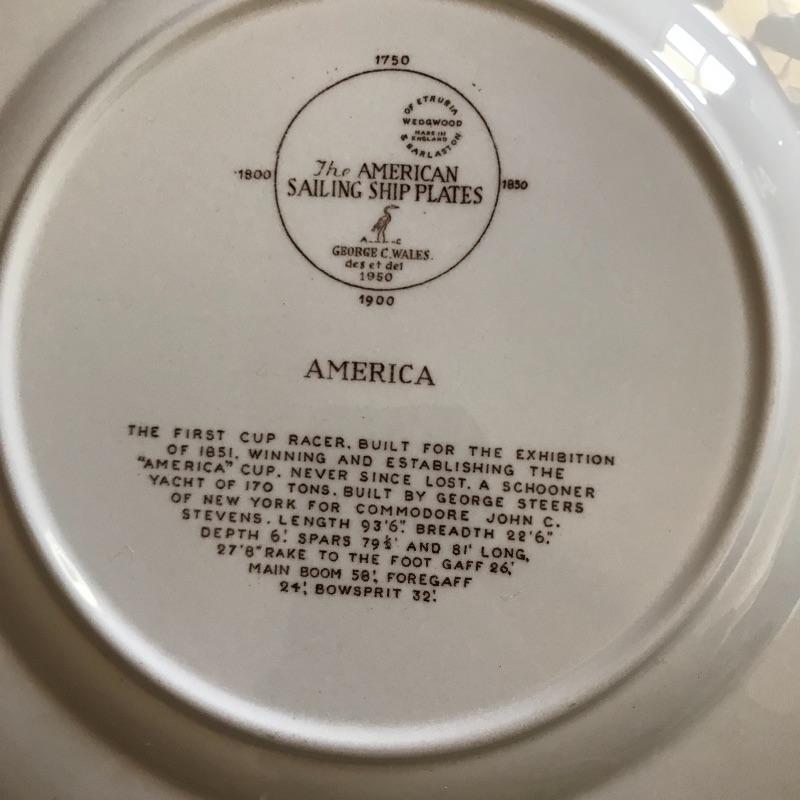 1750
OF ETRURIA
WEDGWOOD
MADE IN
ENGLAND
& BARLASTON
1800
1850
The AMERICAN
SAILING SHIP PLATES
A C
GEORGE C. WALES.
des et del
1950
1900
AMERICA
THE FIRST CUP RACER. BUILT FOR THE EXHIBITION
OF 1851. WINNING AND ESTABLISHING THE
"AMERICA" CUP. NEVER SINCE LOST. A SCHOONER
YACHT OF 170 TONS. BUILT BY GEORGE STEERS
OF NEW YORK FOR COMMODORE JOHN C.
STEVENS. LENGTH 93'6". BREADTH 22'6".
DEPTH 6'. SPARS 79½' AND 81' LONG,
27'8" RAKE TO THE FOOT GAFF 26,'
MAIN BOOM 58', FOREGAFF
24', BOWSPRIT 32'.